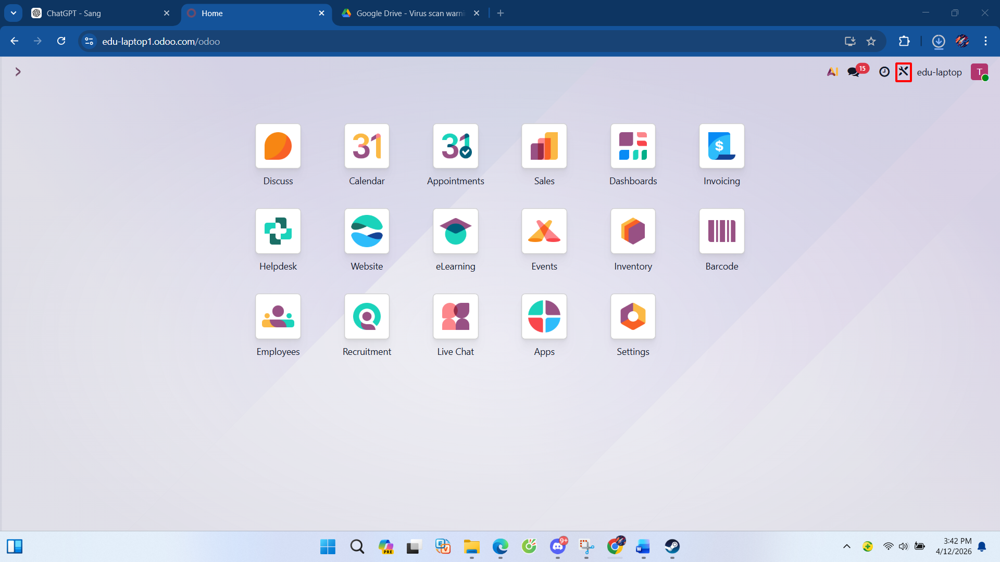 ChatGPT - Sang
Home
Google Drive - Virus scan warni
edu-laptop1.odoo.com/odoo
AI
15
edu-laptop
T
31
31
$
Discuss
Calendar
Appointments
Sales
Dashboards
Invoicing
Helpdesk
Website
eLearning
Events
Inventory
Barcode
Employees
Recruitment
Live Chat
Apps
Settings
PRE
E
V
9+
W
3:42 PM
4/12/2026